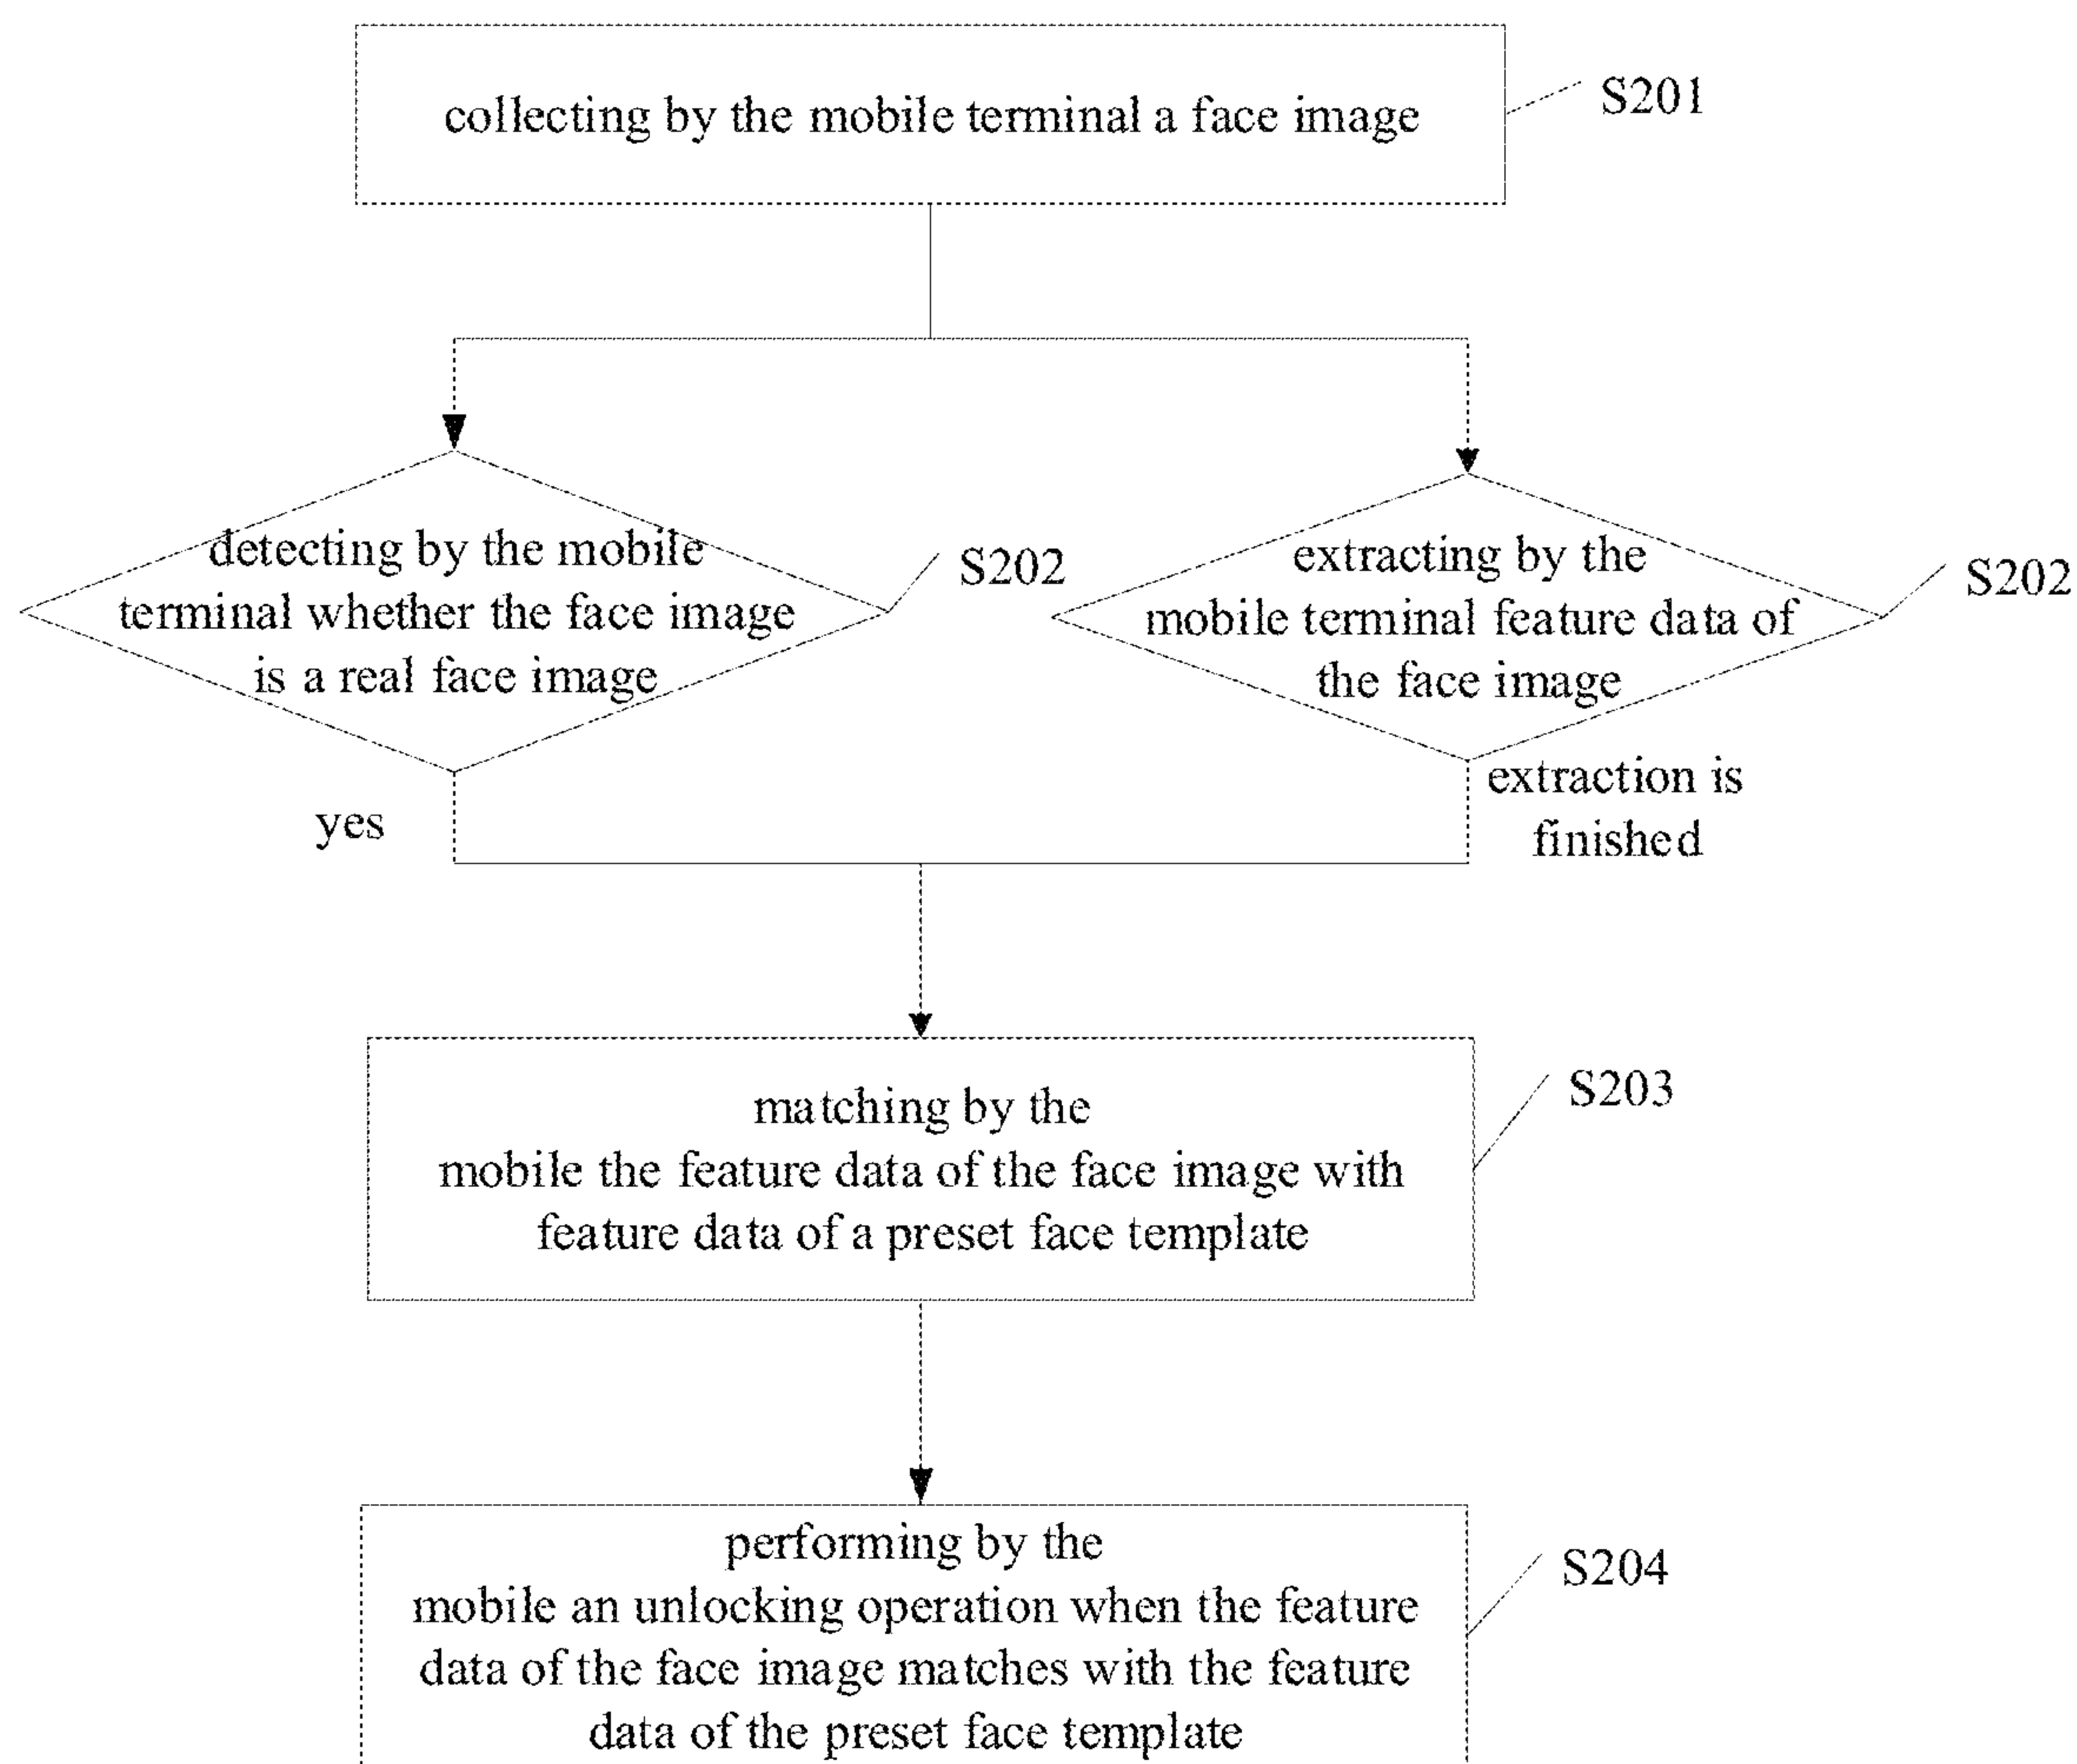 collecting by the mobile terminal a face image
S201
detecting by the mobile
terminal whether the face image
is a real face image
S202
extracting by the
mobile terminal feature data of
the face image
S202
yes
extraction is
finished
matching by the
mobile the feature data of the face image with
feature data of a preset face template
S203
performing by the
mobile an unlocking operation when the feature
data of the face image matches with the feature
data of the preset face template
S204